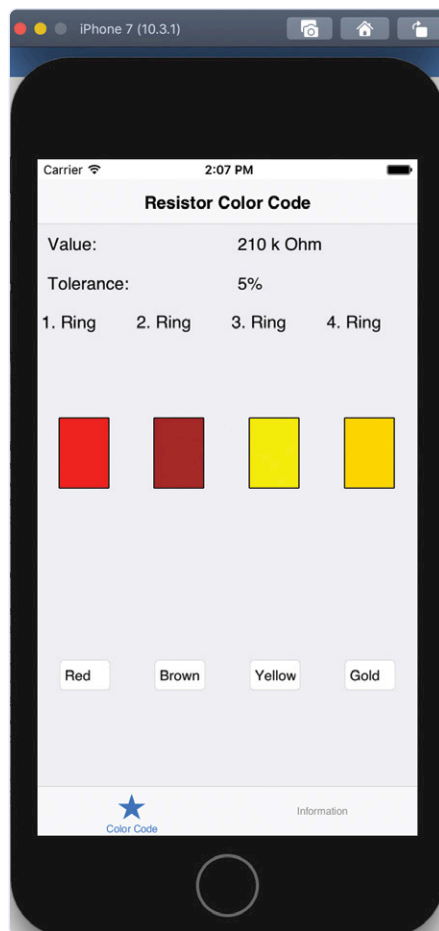 iPhone 7 (10.3.1)
Carrier 2:07 PM
Resistor Color Code
Value: 210 k Ohm
Tolerance: 5%
1. Ring 2. Ring 3. Ring 4. Ring
Red Brown Yellow Gold
Color Code Information